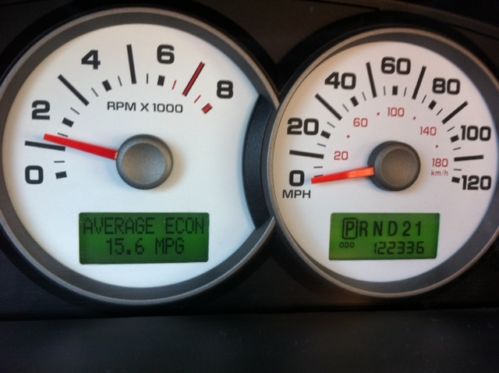 0 2 4 6 8
RPM X 1000
AVERAGE ECON
15.6 MPG
0 20 40 60 80 100 120
MPH
20 60 100 140 180
km/h
PRND21
ODO 122336